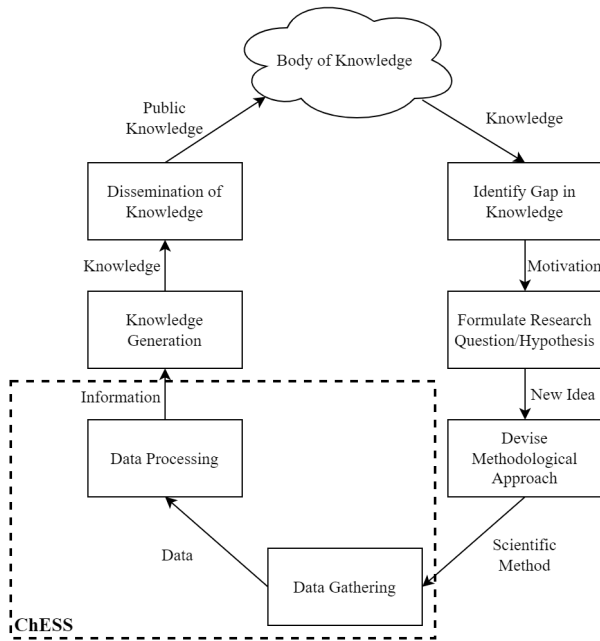 Body of Knowledge
Public
Knowledge
Knowledge
Dissemination of
Knowledge
Identify Gap in
Knowledge
Knowledge
Motivation
Knowledge
Generation
Formulate Research
Question/Hypothesis
Information
New Idea
Data Processing
Devise
Methodological
Approach
Data
Scientific
Method
Data Gathering
ChESS